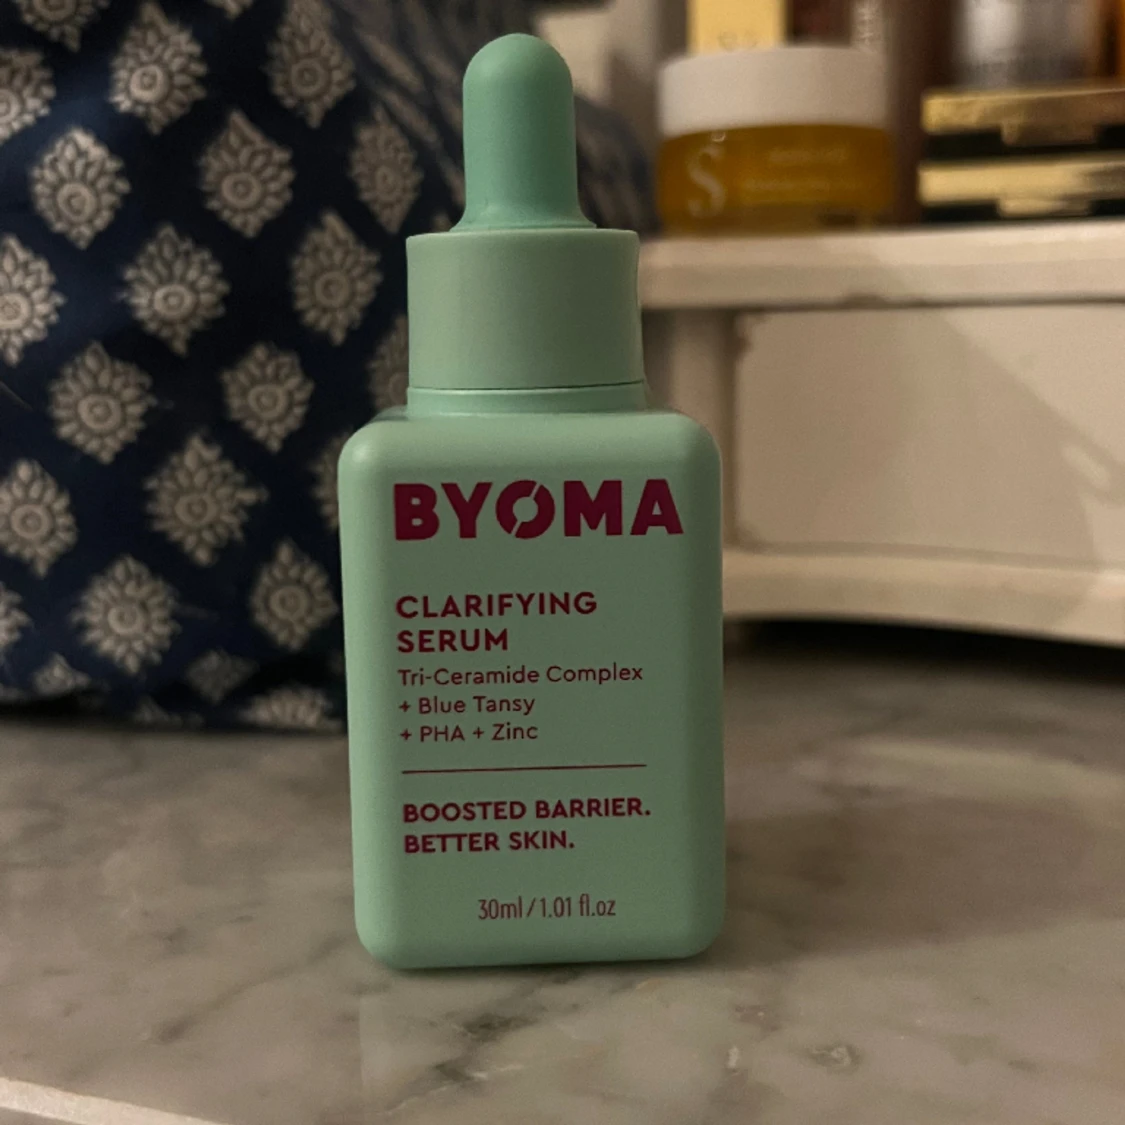 BYOMA
CLARIFYING
SERUM
Tri-Ceramide Complex
+ Blue Tansy
+ PHA + Zinc
BOOSTED BARRIER.
BETTER SKIN.
30ml / 1.01 fl.oz
S